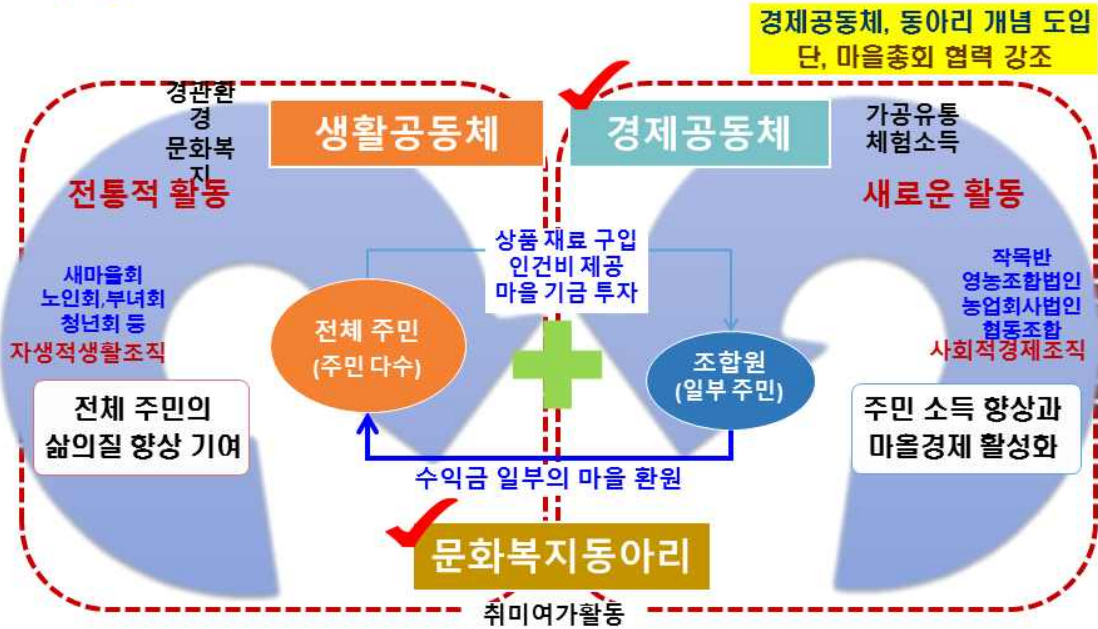 경제공동체, 동아리 개념 도입
단, 마을총회 협력 강조
경관환
경
문화복
지
생활공동체
경제공동체
가공유통
체험소득
전통적 활동
새로운 활동
상품 재료 구입
인건비 제공
마을 기금 투자
새마을회
노인회,부녀회
청년회 등
자생적생활조직
작목반
영농조합법인
농업회사법인
협동조합
사회적경제조직
전체 주민
(주민 다수)
조합원
(일부 주민)
전체 주민의
삶의질 향상 기여
주민 소득 향상과
마을경제 활성화
수익금 일부의 마을 환원
문화복지동아리
취미여가활동